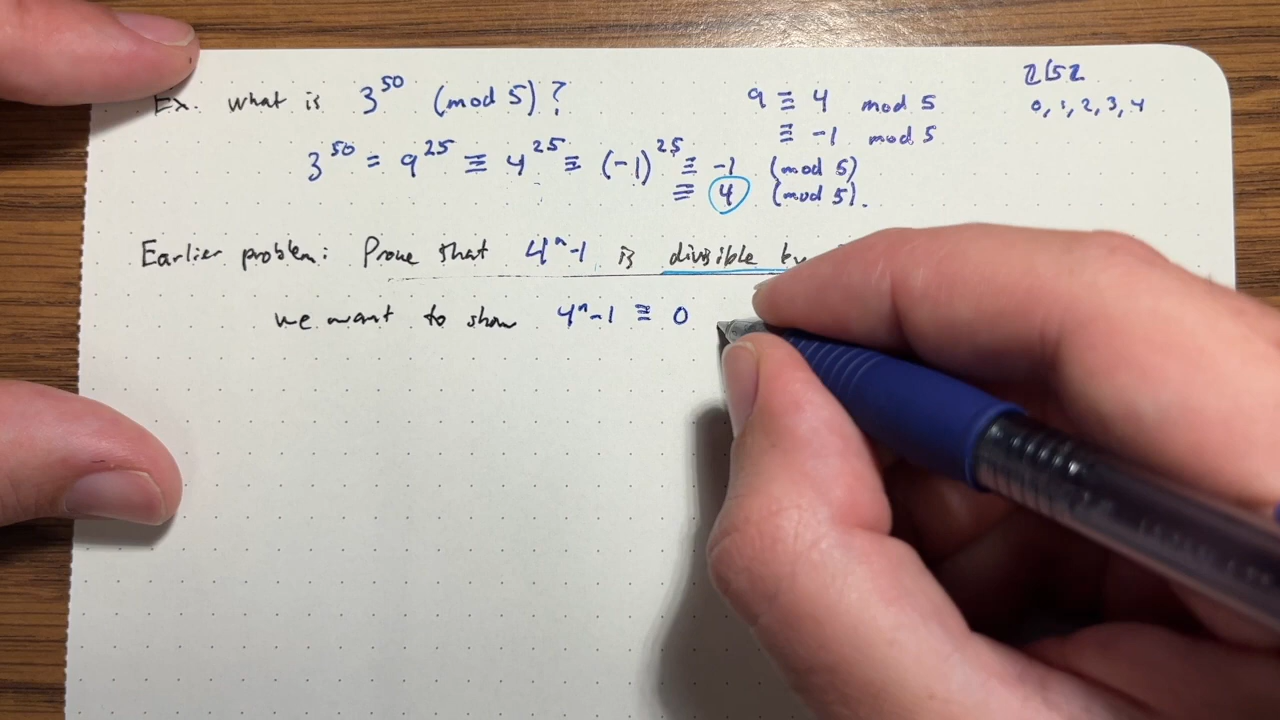 Ex. what is 3^50 (mod 5)?
9 ≡ 4 mod 5
≡ -1 mod 5
ℤ/5ℤ
0, 1, 2, 3, 4
3^50 = 9^25 ≡ 4^25 ≡ (-1)^25 ≡ -1 (mod 5)
≡ 4 (mod 5).
Earlier problem: Prove that 4^n-1 is divisible by
we want to show 4^n-1 ≡ 0